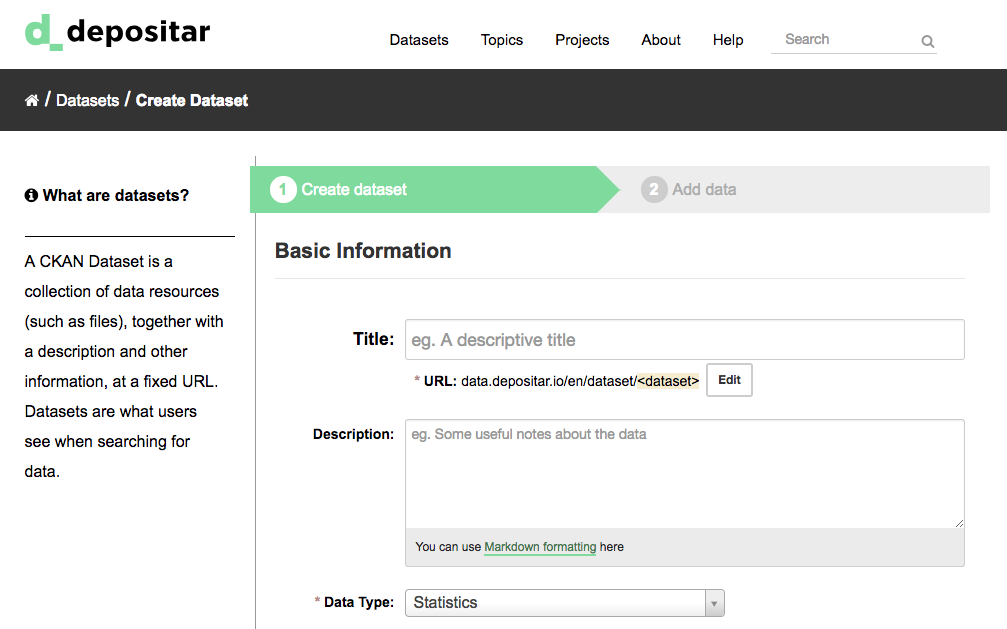 d_ depositar
Datasets Topics Projects About Help Search
/ Datasets / Create Dataset
What are datasets?
A CKAN Dataset is a
collection of data resources
(such as files), together with
a description and other
information, at a fixed URL.
Datasets are what users
see when searching for
data.
1 Create dataset 2 Add data
Basic Information
Title: eg. A descriptive title
* URL: data.depositar.io/en/dataset/<dataset> Edit
Description: eg. Some useful notes about the data
You can use Markdown formatting here
* Data Type: Statistics